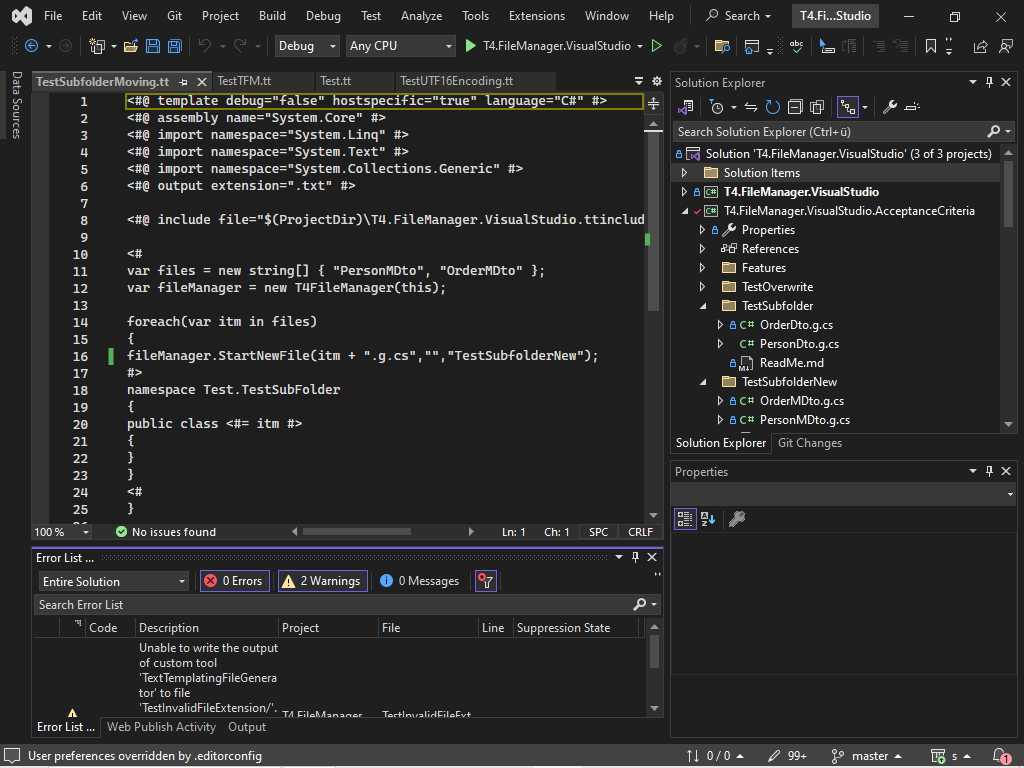 File Edit View Git Project Build Debug Test Analyze Tools Extensions Window Help Search T4.Fi...Studio
Debug Any CPU T4.FileManager.VisualStudio
Data Sources
TestSubfolderMoving.tt TestTFM.tt Test.tt TestUTF16Encoding.tt
1 <#@ template debug="false" hostspecific="true" language="C#" #>
2 <#@ assembly name="System.Core" #>
3 <#@ import namespace="System.Linq" #>
4 <#@ import namespace="System.Text" #>
5 <#@ import namespace="System.Collections.Generic" #>
6 <#@ output extension=".txt" #>
7
8 <#@ include file="$(ProjectDir)\T4.FileManager.VisualStudio.ttinclud
9
10 <#
11 var files = new string[] { "PersonMDto", "OrderMDto" };
12 var fileManager = new T4FileManager(this);
13
14 foreach(var itm in files)
15 {
16 fileManager.StartNewFile(itm + ".g.cs","","TestSubfolderNew");
17 #>
18 namespace Test.TestSubFolder
19 {
20 public class <#= itm #>
21 {
22 }
23 }
24 <#
25 }
100 % No issues found Ln: 1 Ch: 1 SPC CRLF
Error List ...
Entire Solution 0 Errors 2 Warnings 0 Messages
Search Error List
Code Description Project File Line Suppression State
Unable to write the output
of custom tool
'TextTemplatingFileGenera
tor' to file
'TestInvalidFileExtension/'.
T4.FileManager. TestInvalidFileExt
Error List ... Web Publish Activity Output
Solution Explorer
Search Solution Explorer (Ctrl+ü)
Solution 'T4.FileManager.VisualStudio' (3 of 3 projects)
Solution Items
C# T4.FileManager.VisualStudio
C# T4.FileManager.VisualStudio.AcceptanceCriteria
Properties
References
Features
TestOverwrite
TestSubfolder
C# OrderDto.g.cs
C# PersonDto.g.cs
M↓ ReadMe.md
TestSubfolderNew
C# OrderMDto.g.cs
C# PersonMDto.g.cs
Solution Explorer Git Changes
Properties
User preferences overridden by .editorconfig 0 / 0 99+ master s 1